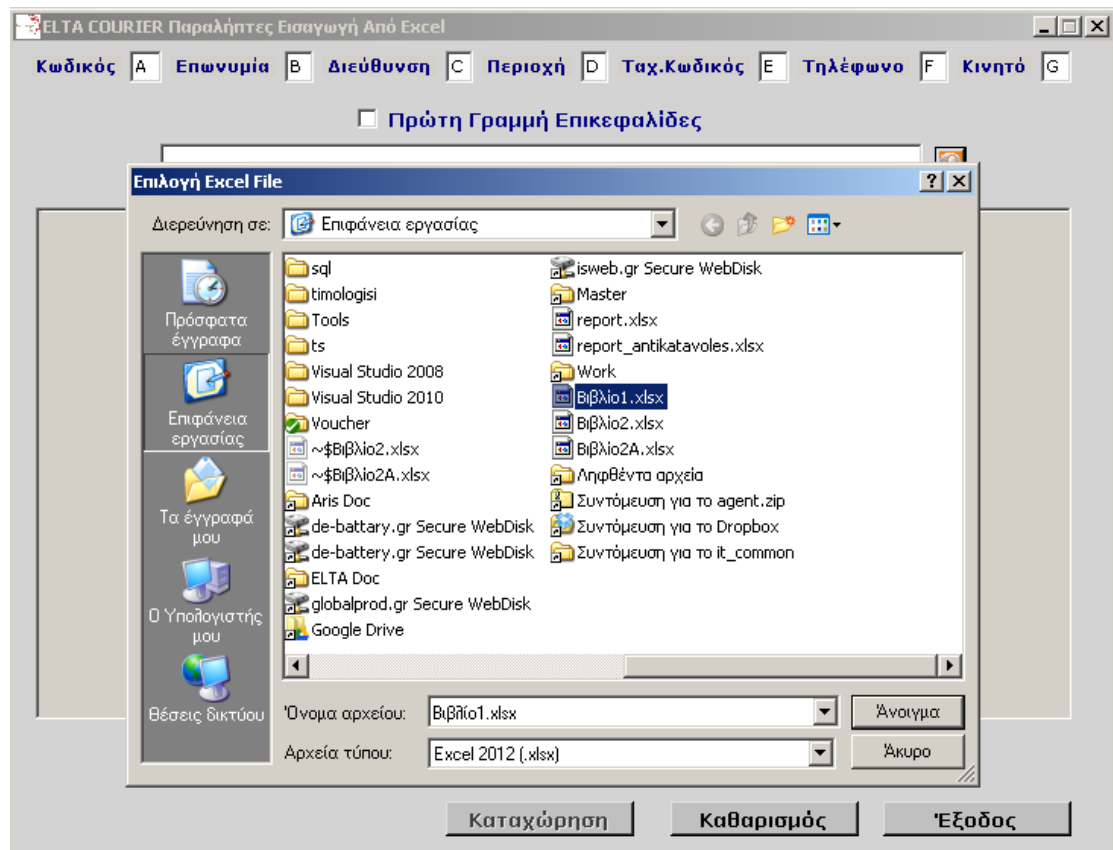 ELTA COURIER Παραλήπτες Εισαγωγή Από Excel
Κωδικός A Επωνυμία B Διεύθυνση C Περιοχή D Ταχ.Κωδικός E Τηλέφωνο F Κινητό G
Πρώτη Γραμμή Επικεφαλίδες
Επιλογή Excel File
Διερεύνηση σε: Επιφάνεια εργασίας
Πρόσφατα
έγγραφα
Επιφάνεια
εργασίας
Τα έγγραφά
μου
Ο Υπολογιστής
μου
Θέσεις δικτύου
sql
timologisi
Tools
ts
Visual Studio 2008
Visual Studio 2010
Voucher
~$Βιβλίο2.xlsx
~$Βιβλίο2A.xlsx
Aris Doc
de-battary.gr Secure WebDisk
de-battery.gr Secure WebDisk
ELTA Doc
globalprod.gr Secure WebDisk
Google Drive
isweb.gr Secure WebDisk
Master
report.xlsx
report_antikatavoles.xlsx
Work
Βιβλίο1.xlsx
Βιβλίο2.xlsx
Βιβλίο2A.xlsx
Ληφθέντα αρχεία
Συντόμευση για το agent.zip
Συντόμευση για το Dropbox
Συντόμευση για το it_common
Όνομα αρχείου: Βιβλίο1.xlsx Άνοιγμα
Αρχεία τύπου: Excel 2012 (.xlsx) Άκυρο
Καταχώρηση Καθαρισμός Έξοδος